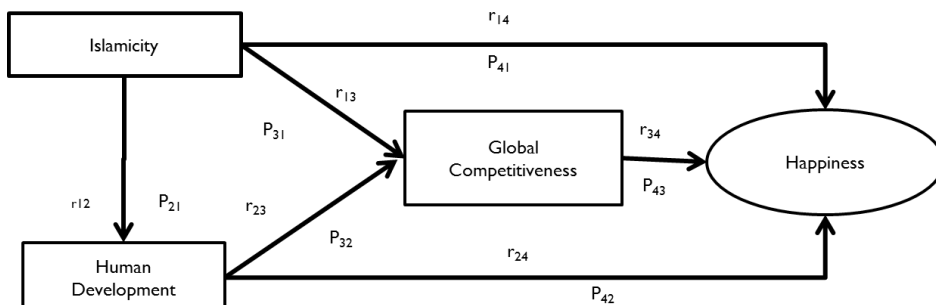 r14
Islamicity
P41
r13
P31
Global
Competitiveness
r34
Happiness
P43
r12
P21
r23
P32
r24
Human
Development
P42